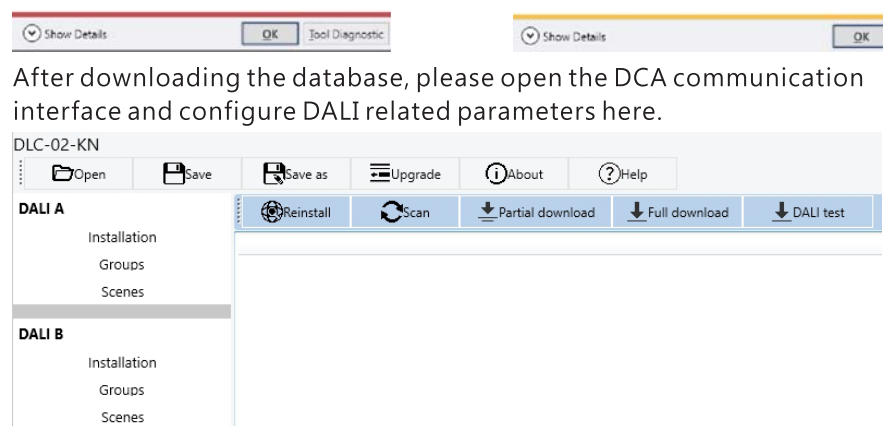 Show Details OK Tool Diagnostic Show Details OK
After downloading the database, please open the DCA communication
interface and configure DALI related parameters here.
DLC-02-KN
Open Save Save as Upgrade About Help
DALI A
Reinstall Scan Partial download Full download DALI test
Installation
Groups
Scenes
DALI B
Installation
Groups
Scenes